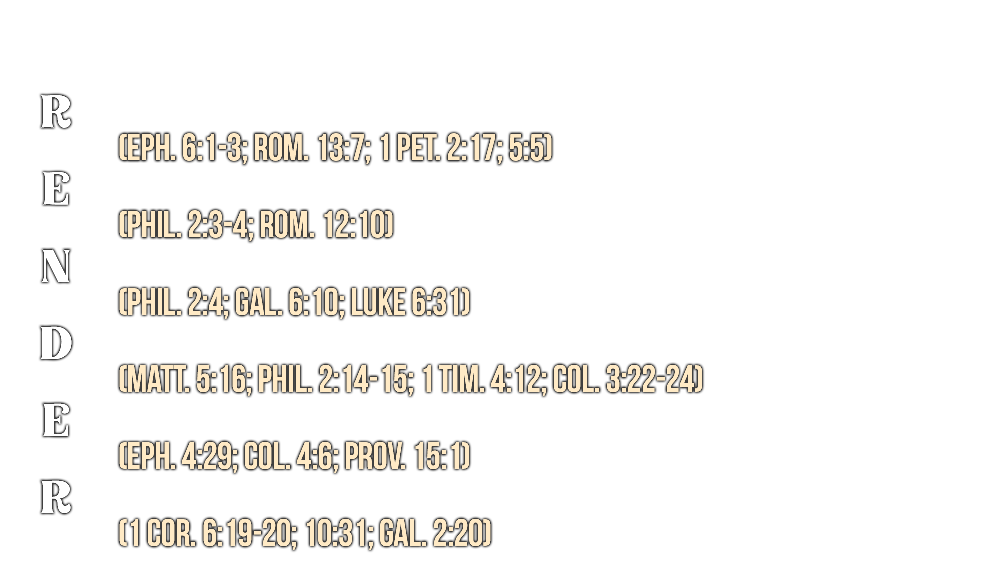 R
(EPH. 6:1-3; ROM. 13:7; 1 PET. 2:17; 5:5)
E
(PHIL. 2:3-4; ROM. 12:10)
N
(PHIL. 2:4; GAL. 6:10; LUKE 6:31)
D
(MATT. 5:16; PHIL. 2:14-15; 1 TIM. 4:12; COL. 3:22-24)
E
(EPH. 4:29; COL. 4:6; PROV. 15:1)
R
(1 COR. 6:19-20; 10:31; GAL. 2:20)